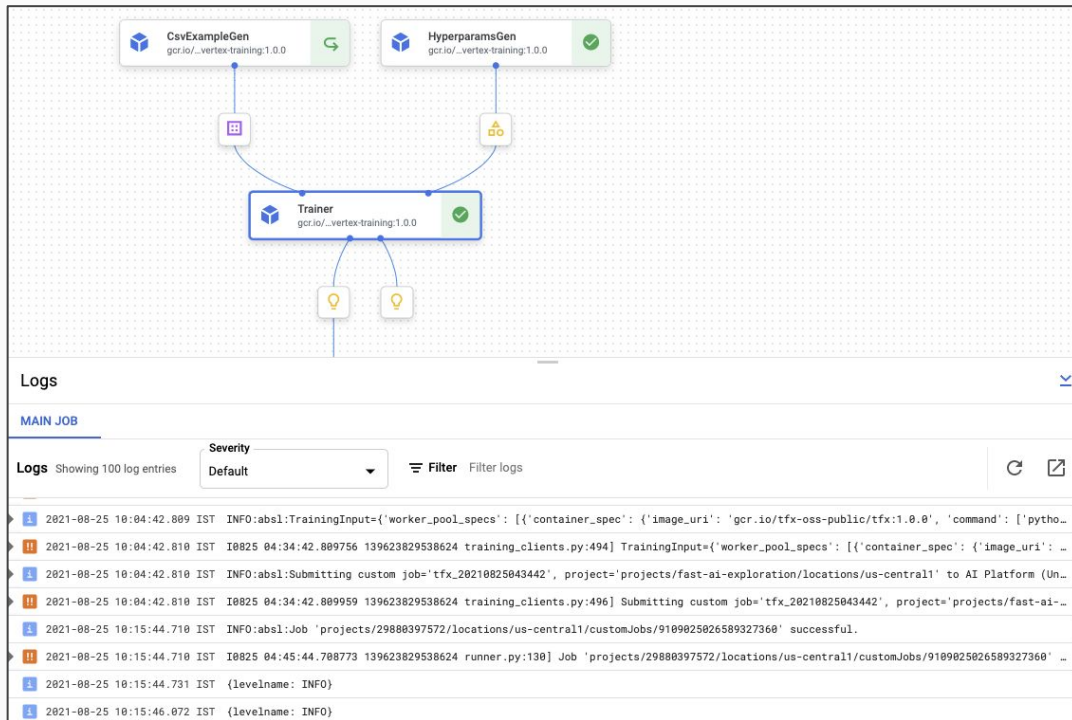 CsvExampleGen
gcr.io/...vertex-training:1.0.0
HyperparamsGen
gcr.io/...vertex-training:1.0.0
Trainer
gcr.io/...vertex-training:1.0.0
Logs
MAIN JOB
Logs Showing 100 log entries
Severity
Default
Filter Filter logs
2021-08-25 10:04:42.809 IST INFO:absl:TrainingInput={'worker_pool_specs': [{'container_spec': {'image_uri': 'gcr.io/tfx-oss-public/tfx:1.0.0', 'command': ['pytho…
!! 2021-08-25 10:04:42.810 IST I0825 04:34:42.809756 139623829538624 training_clients.py:494] TrainingInput={'worker_pool_specs': [{'container_spec': {'image_uri': …
i 2021-08-25 10:04:42.810 IST INFO:absl:Submitting custom job='tfx_20210825043442', project='projects/fast-ai-exploration/locations/us-central1' to AI Platform (Un…
!! 2021-08-25 10:04:42.810 IST I0825 04:34:42.809959 139623829538624 training_clients.py:496] Submitting custom job='tfx_20210825043442', project='projects/fast-ai-…
i 2021-08-25 10:15:44.710 IST INFO:absl:Job 'projects/29880397572/locations/us-central1/customJobs/9109025026589327360' successful.
!! 2021-08-25 10:15:44.710 IST I0825 04:45:44.708773 139623829538624 runner.py:130] Job 'projects/29880397572/locations/us-central1/customJobs/9109025026589327360' …
i 2021-08-25 10:15:44.731 IST {levelname: INFO}
i 2021-08-25 10:15:46.072 IST {levelname: INFO}